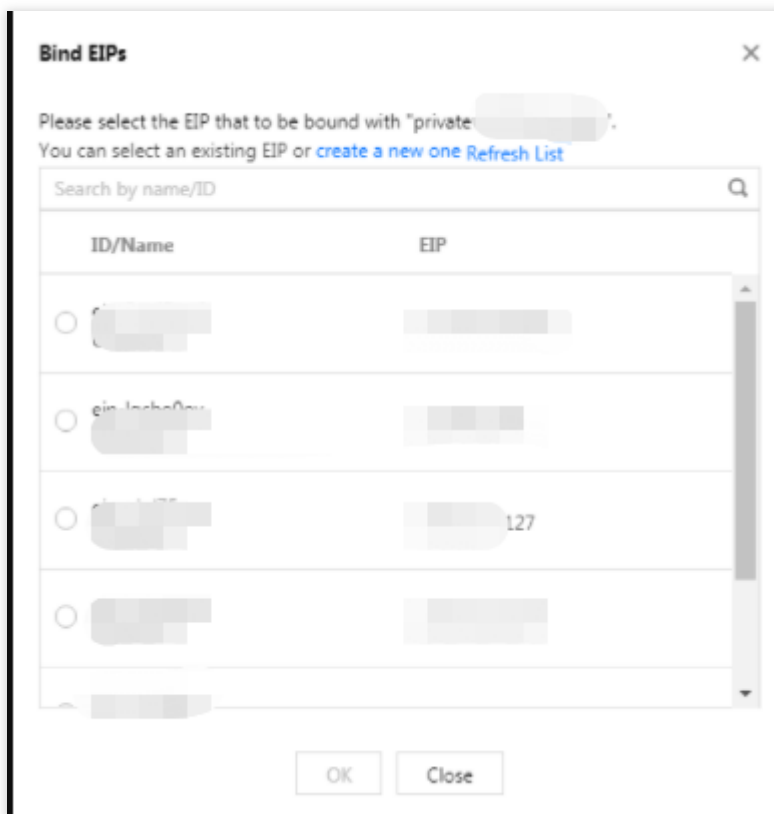 Bind EIPs
Please select the EIP that to be bound with "private
You can select an existing EIP or create a new one Refresh List
Search by name/ID
ID/Name EIP
127
OK Close